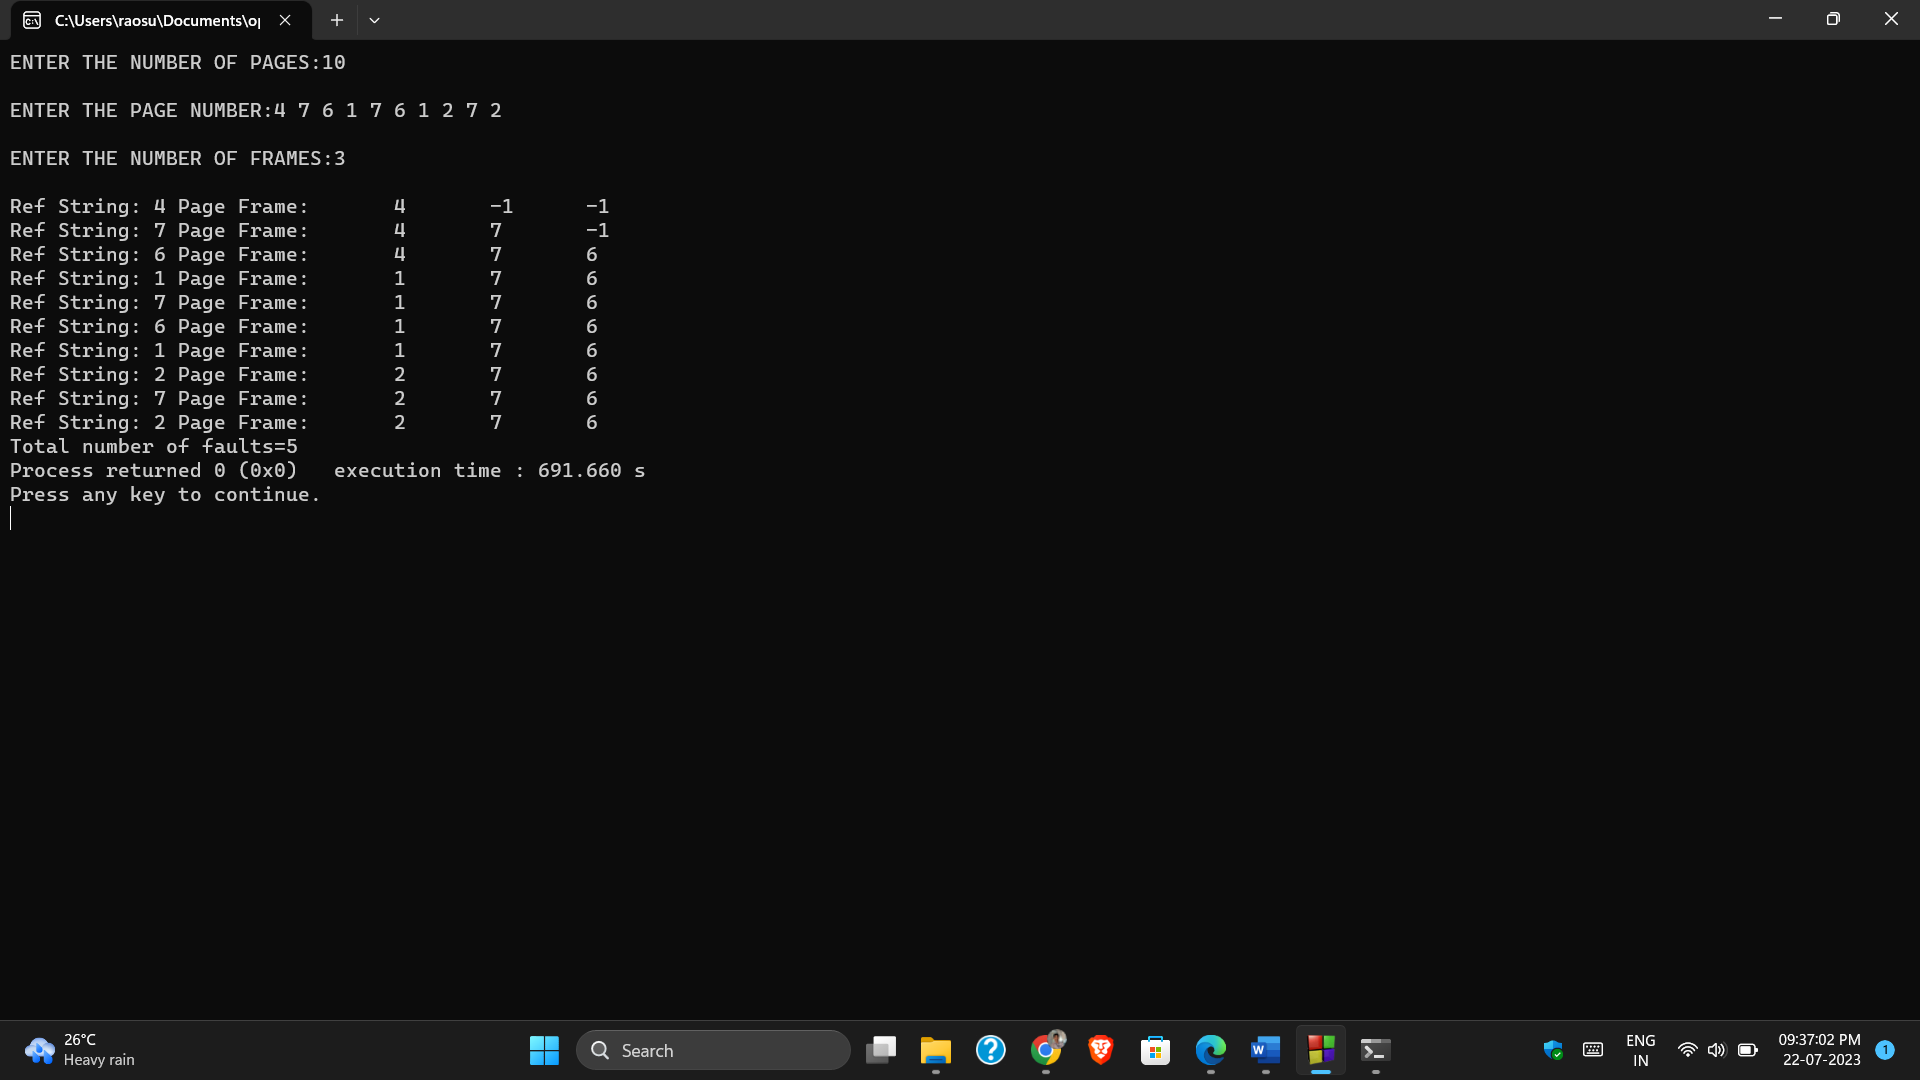 C:\Users\raosu\Documents\o
ENTER THE NUMBER OF PAGES:10
ENTER THE PAGE NUMBER:4 7 6 1 7 6 1 2 7 2
ENTER THE NUMBER OF FRAMES:3
Ref String: 4 Page Frame: 4 -1 -1
Ref String: 7 Page Frame: 4 7 -1
Ref String: 6 Page Frame: 4 7 6
Ref String: 1 Page Frame: 1 7 6
Ref String: 7 Page Frame: 1 7 6
Ref String: 6 Page Frame: 1 7 6
Ref String: 1 Page Frame: 1 7 6
Ref String: 2 Page Frame: 2 7 6
Ref String: 7 Page Frame: 2 7 6
Ref String: 2 Page Frame: 2 7 6
Total number of faults=5
Process returned 0 (0x0) execution time : 691.660 s
Press any key to continue.
26°C
Heavy rain
Search
ENG
IN
09:37:02 PM
22-07-2023
1